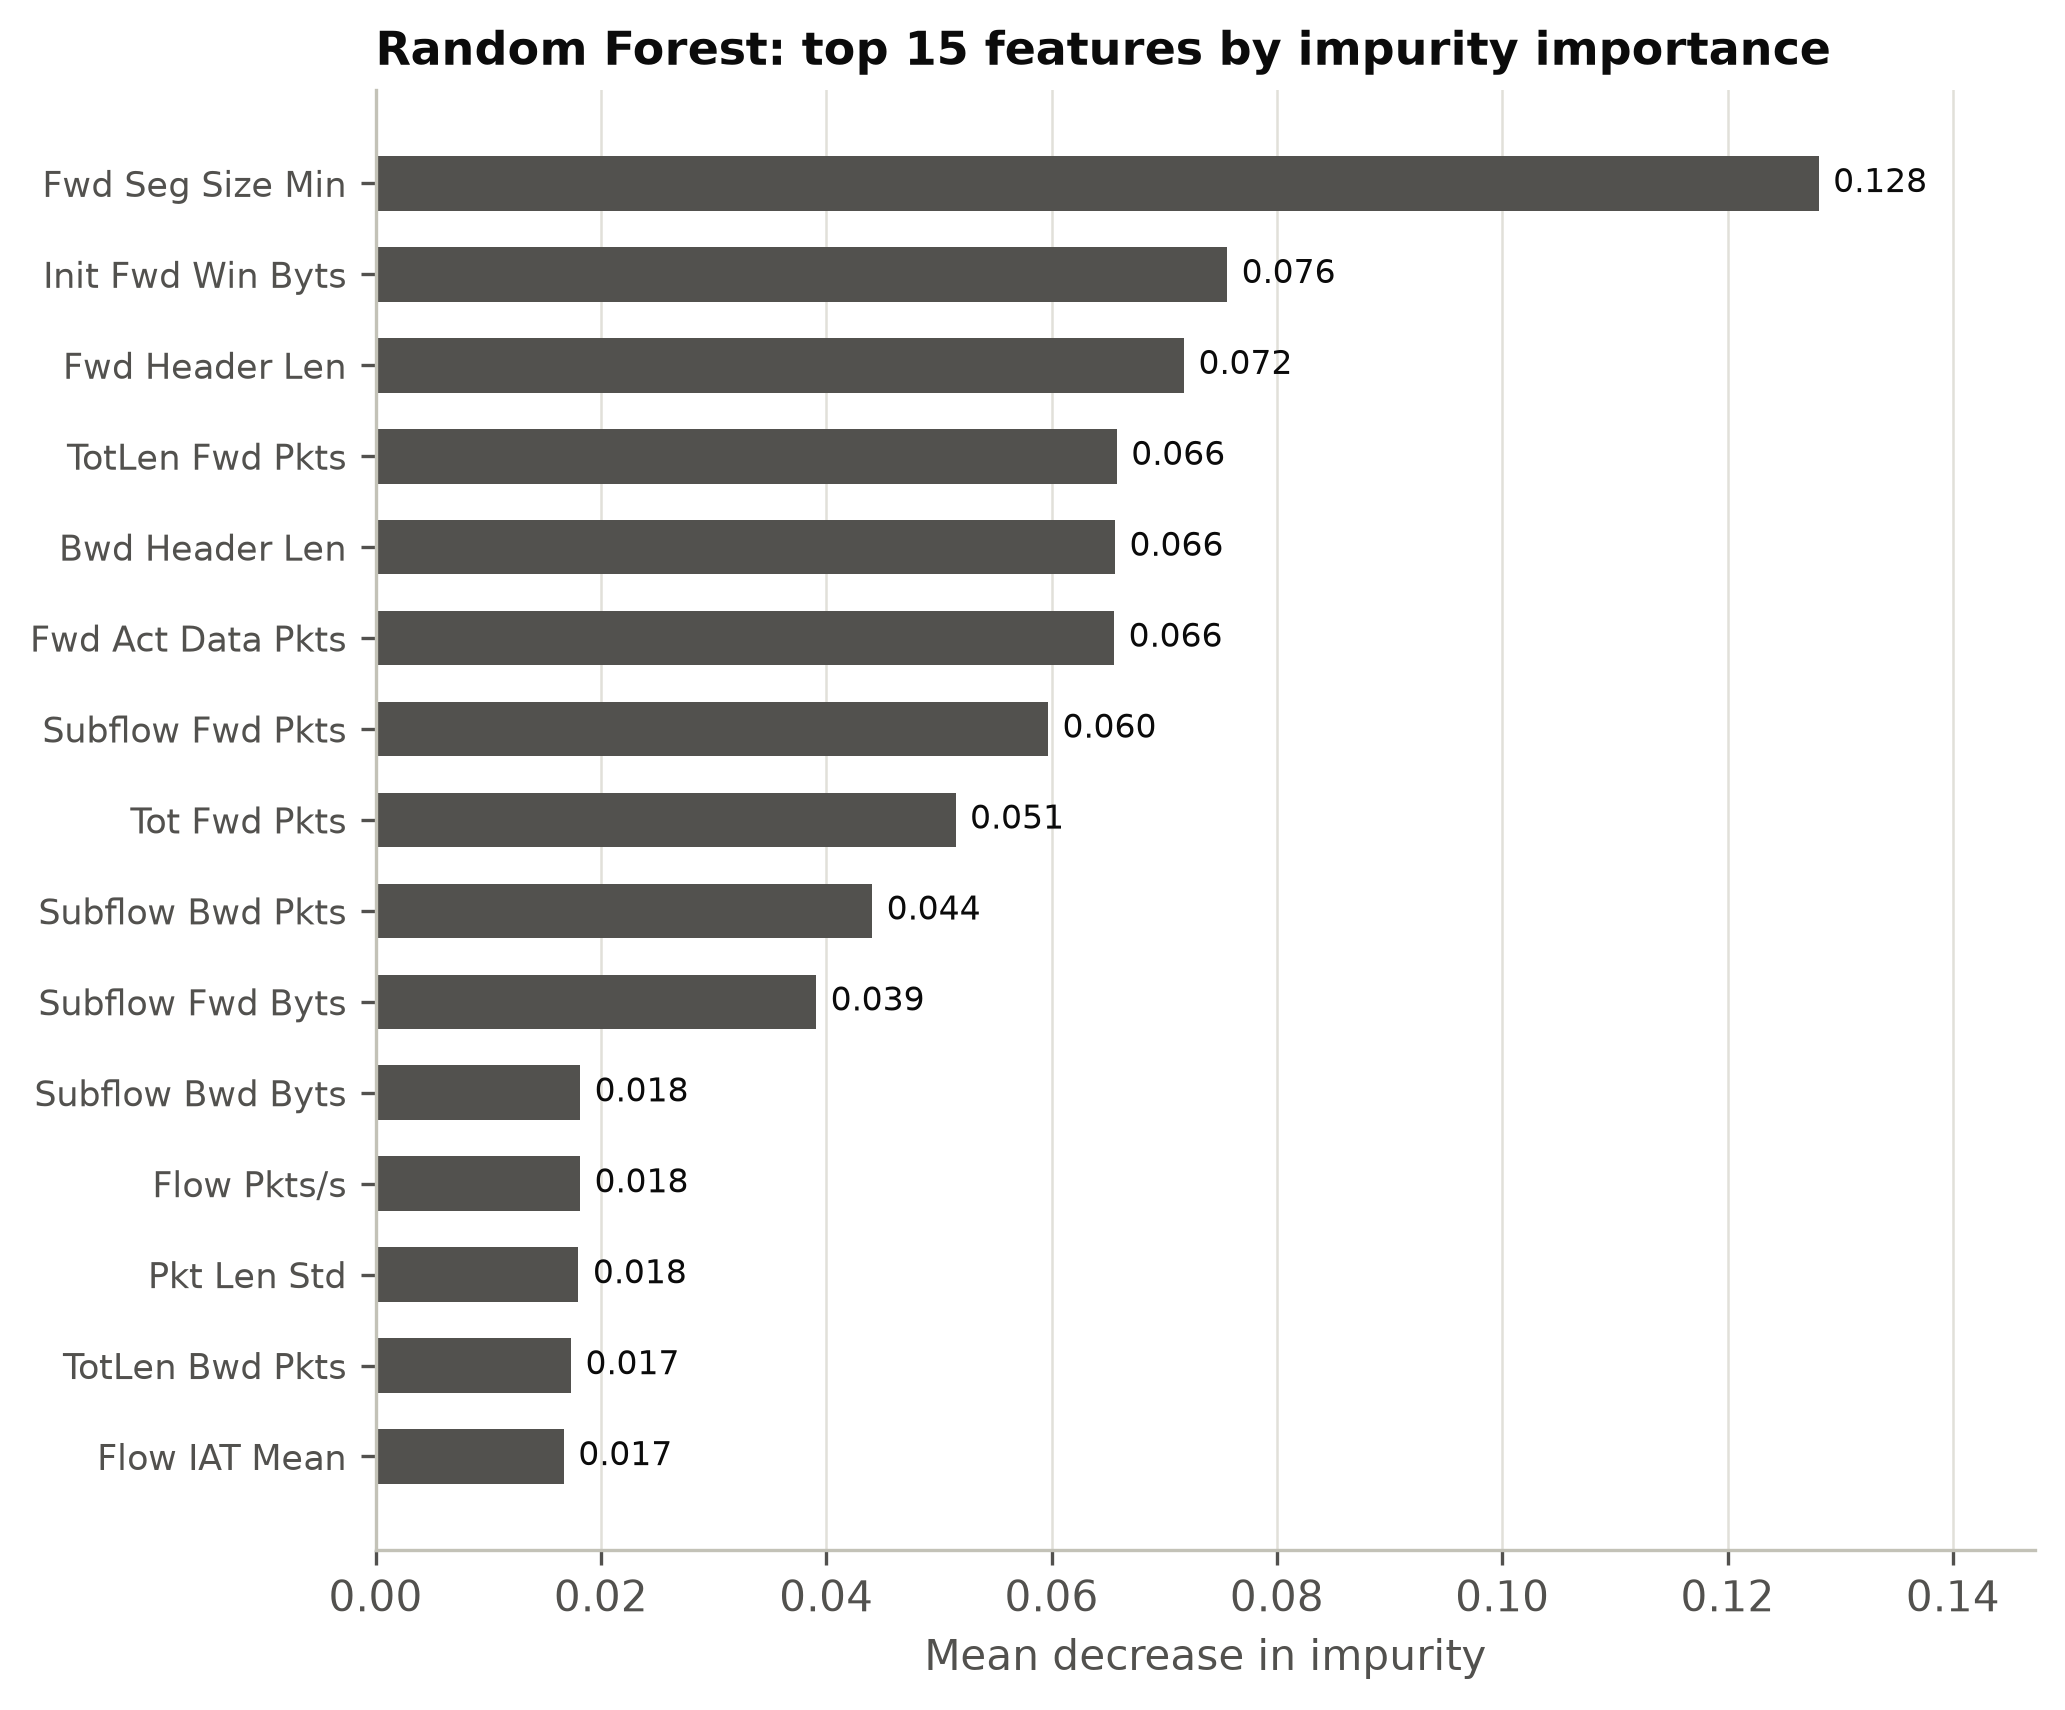 Random Forest: top 15 features by impurity importance
Fwd Seg Size Min 0.128
Init Fwd Win Byts 0.076
Fwd Header Len 0.072
TotLen Fwd Pkts 0.066
Bwd Header Len 0.066
Fwd Act Data Pkts 0.066
Subflow Fwd Pkts 0.060
Tot Fwd Pkts 0.051
Subflow Bwd Pkts 0.044
Subflow Fwd Byts 0.039
Subflow Bwd Byts 0.018
Flow Pkts/s 0.018
Pkt Len Std 0.018
TotLen Bwd Pkts 0.017
Flow IAT Mean 0.017
0.00 0.02 0.04 0.06 0.08 0.10 0.12 0.14
Mean decrease in impurity